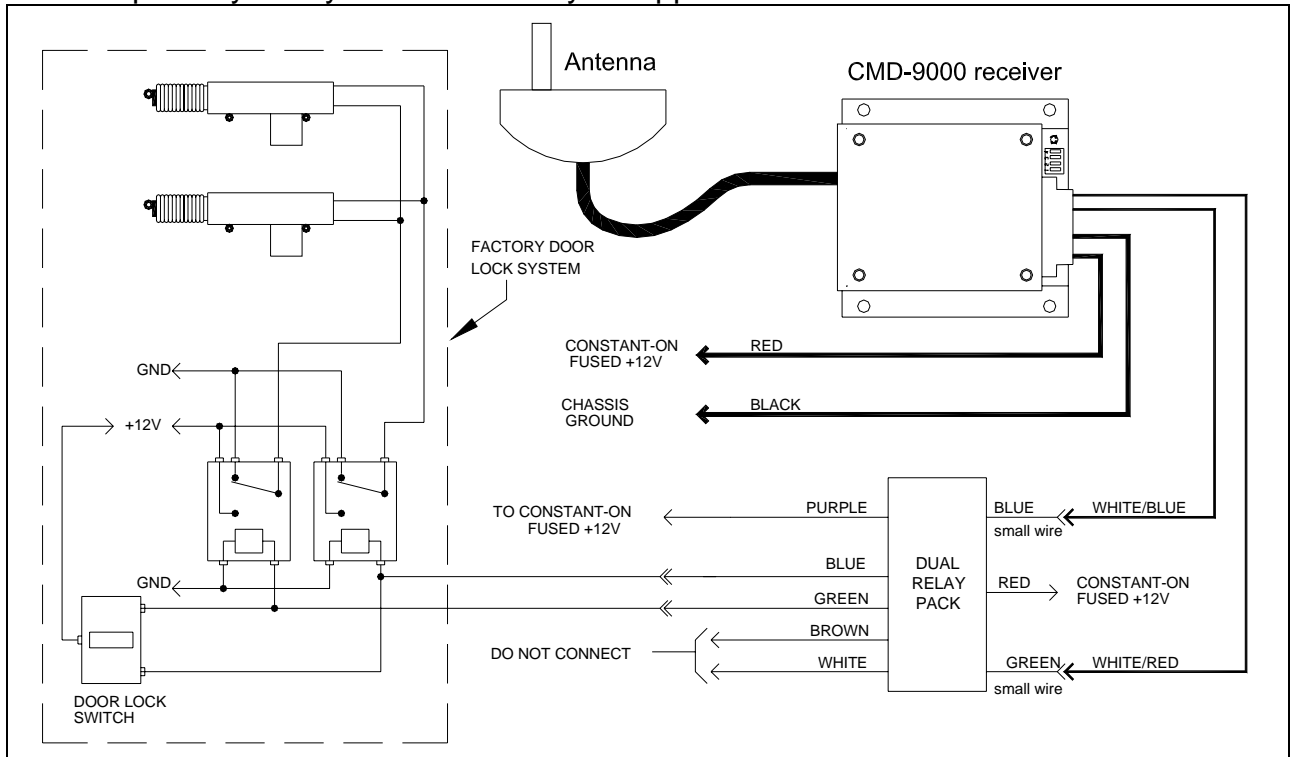 Antenna
CMD-9000 receiver
FACTORY DOOR
LOCK SYSTEM
CONSTANT-ON
FUSED +12V
RED
GND
CHASSIS
GROUND
BLACK
+12V
TO CONSTANT-ON
FUSED +12V
PURPLE
BLUE
small wire
WHITE/BLUE
BLUE
GND
DUAL
RELAY
PACK
RED
CONSTANT-ON
FUSED +12V
GREEN
BROWN
DO NOT CONNECT
WHITE
GREEN
small wire
WHITE/RED
DOOR LOCK
SWITCH